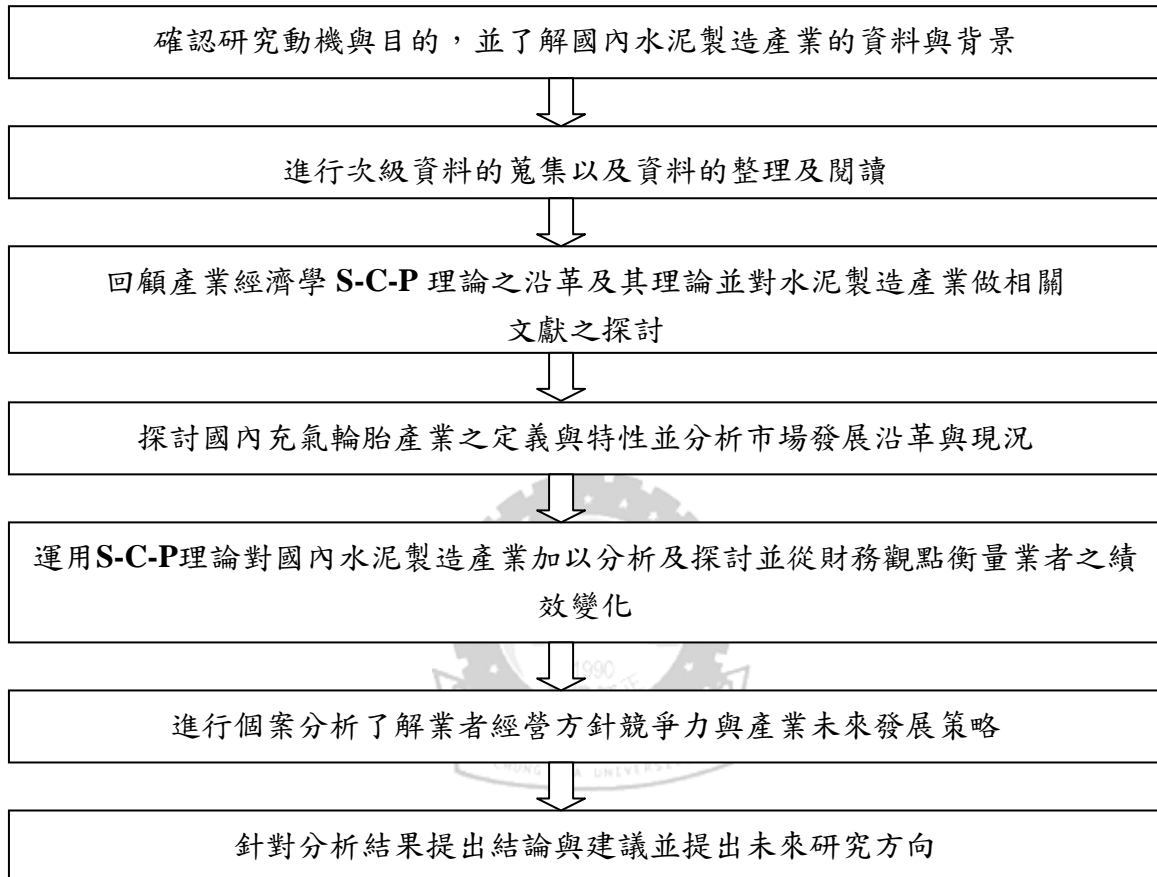 確認研究動機與目的，並了解國內水泥製造產業的資料與背景
進行次級資料的蒐集以及資料的整理及閱讀
回顧產業經濟學 S-C-P 理論之沿革及其理論並對水泥製造產業做相關
文獻之探討
探討國內充氣輪胎產業之定義與特性並分析市場發展沿革與現況
運用S-C-P理論對國內水泥製造產業加以分析及探討並從財務觀點衡量業者之績
效變化
1990
進行個案分析了解業者經營方針競爭力與產業未來發展策略
針對分析結果提出結論與建議並提出未來研究方向